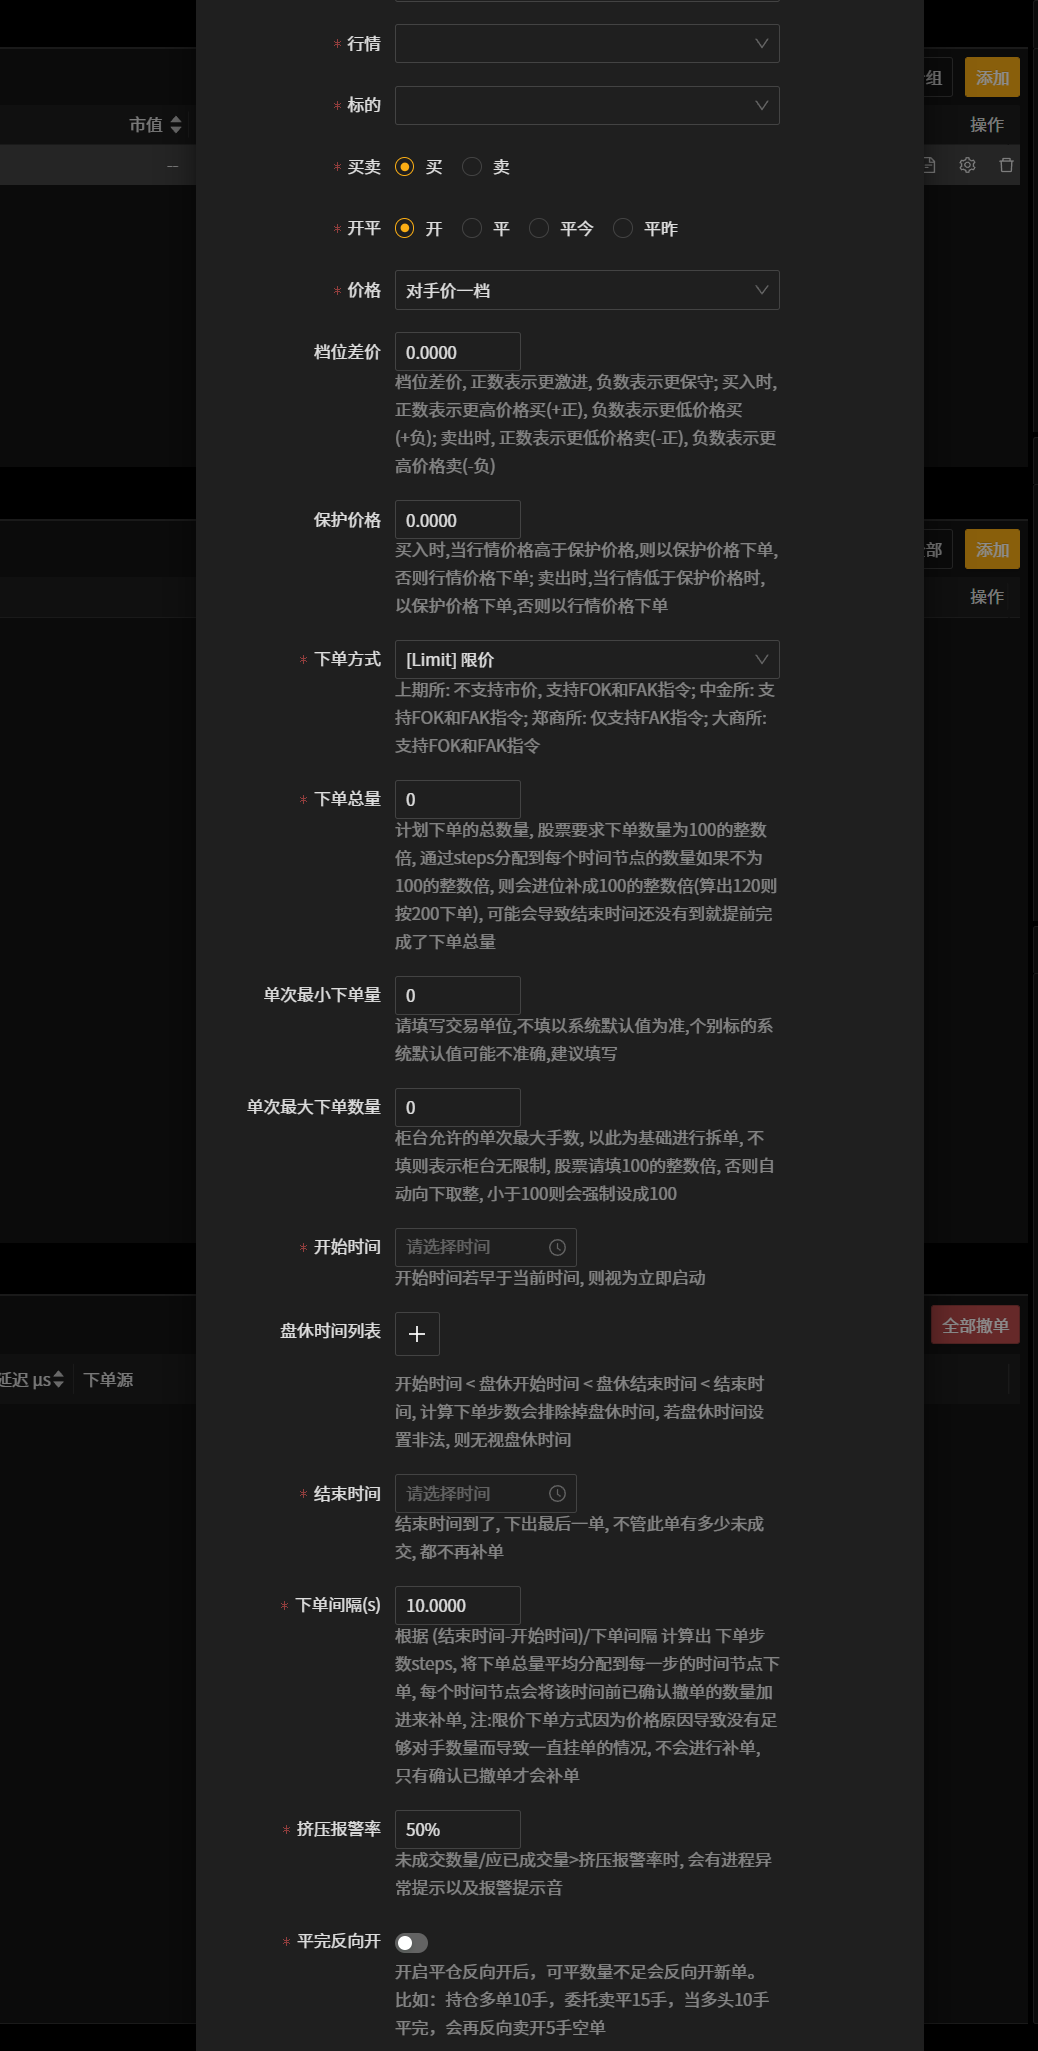 * 行情
组
添加
* 标的
市值
操作
--
* 买卖
买
卖
* 开平
开
平
平今
平昨
* 价格
对手价一档
档位差价
0.0000
档位差价, 正数表示更激进, 负数表示更保守; 买入时,
正数表示更高价格买(+正), 负数表示更低价格买
(+负); 卖出时, 正数表示更低价格卖(-正), 负数表示更
高价格卖(-负)
保护价格
0.0000
买入时,当行情价格高于保护价格,则以保护价格下单,
否则行情价格下单; 卖出时,当行情低于保护价格时,
以保护价格下单,否则以行情价格下单
部
添加
操作
* 下单方式
[Limit] 限价
上期所: 不支持市价, 支持FOK和FAK指令; 中金所: 支
持FOK和FAK指令; 郑商所: 仅支持FAK指令; 大商所:
支持FOK和FAK指令
* 下单总量
0
计划下单的总数量, 股票要求下单数量为100的整数
倍, 通过steps分配到每个时间节点的数量如果不为
100的整数倍, 则会进位补成100的整数倍(算出120则
按200下单), 可能会导致结束时间还没有到就提前完
成了下单总量
单次最小下单量
0
请填写交易单位,不填以系统默认值为准,个别标的系
统默认值可能不准确,建议填写
单次最大下单数量
0
柜台允许的单次最大手数, 以此为基础进行拆单, 不
填则表示柜台无限制, 股票请填100的整数倍, 否则自
动向下取整, 小于100则会强制设成100
* 开始时间
请选择时间
开始时间若早于当前时间, 则视为立即启动
盘休时间列表
+
全部撤单
延迟 μs
下单源
开始时间 < 盘休开始时间 < 盘休结束时间 < 结束时
间, 计算下单步数会排除掉盘休时间, 若盘休时间设
置非法, 则无视盘休时间
* 结束时间
请选择时间
结束时间到了, 下出最后一单, 不管此单有多少未成
交, 都不再补单
* 下单间隔(s)
10.0000
根据 (结束时间-开始时间)/下单间隔 计算出 下单步
数steps, 将下单总量平均分配到每一步的时间节点下
单, 每个时间节点会将该时间前已确认撤单的数量加
进来补单, 注:限价下单方式因为价格原因导致没有足
够对手数量而导致一直挂单的情况, 不会进行补单,
只有确认已撤单才会补单
* 挤压报警率
50%
未成交数量/应已成交量>挤压报警率时, 会有进程异
常提示以及报警提示音
* 平完反向开
开启平仓反向开后，可平数量不足会反向开新单。
比如：持仓多单10手，委托卖平15手，当多头10手
平完，会再反向卖开5手空单